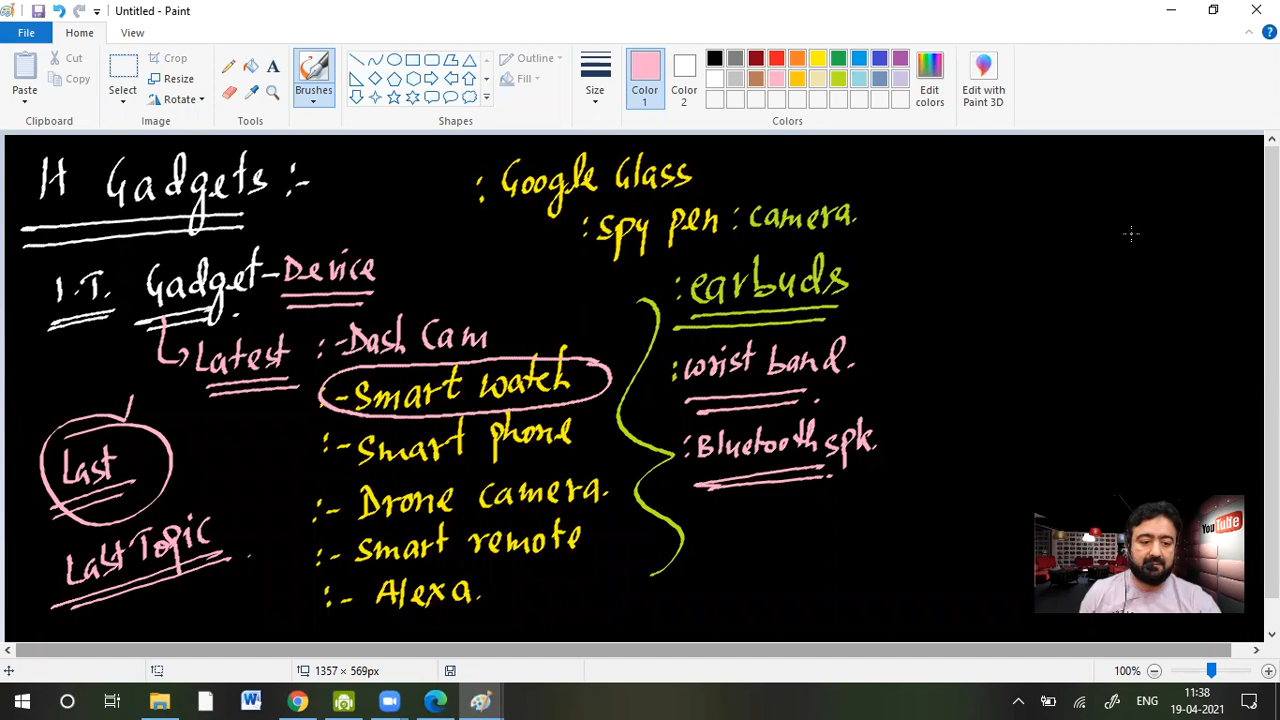 Untitled - Paint
File Home View
Paste
Cut
Copy
Clipboard
Select
Crop
Resize
Rotate
Image
Tools
Brushes
Shapes
Outline
Fill
Size
Color 1
Color 2
Edit colors
Colors
Edit with Paint 3D
H Gadgets :-
I.T. Gadget-Device
Latest
Last
Last Topic
:-Dash Cam
:-Smart watch
:-Smart phone
:-Drone camera.
:-Smart remote
:-Alexa.
: Google Glass
: spy pen : camera.
: earbuds
: wrist band.
: Bluetooth spk.
YouTube
1357 × 569px
100%
ENG
11:38
19-04-2021